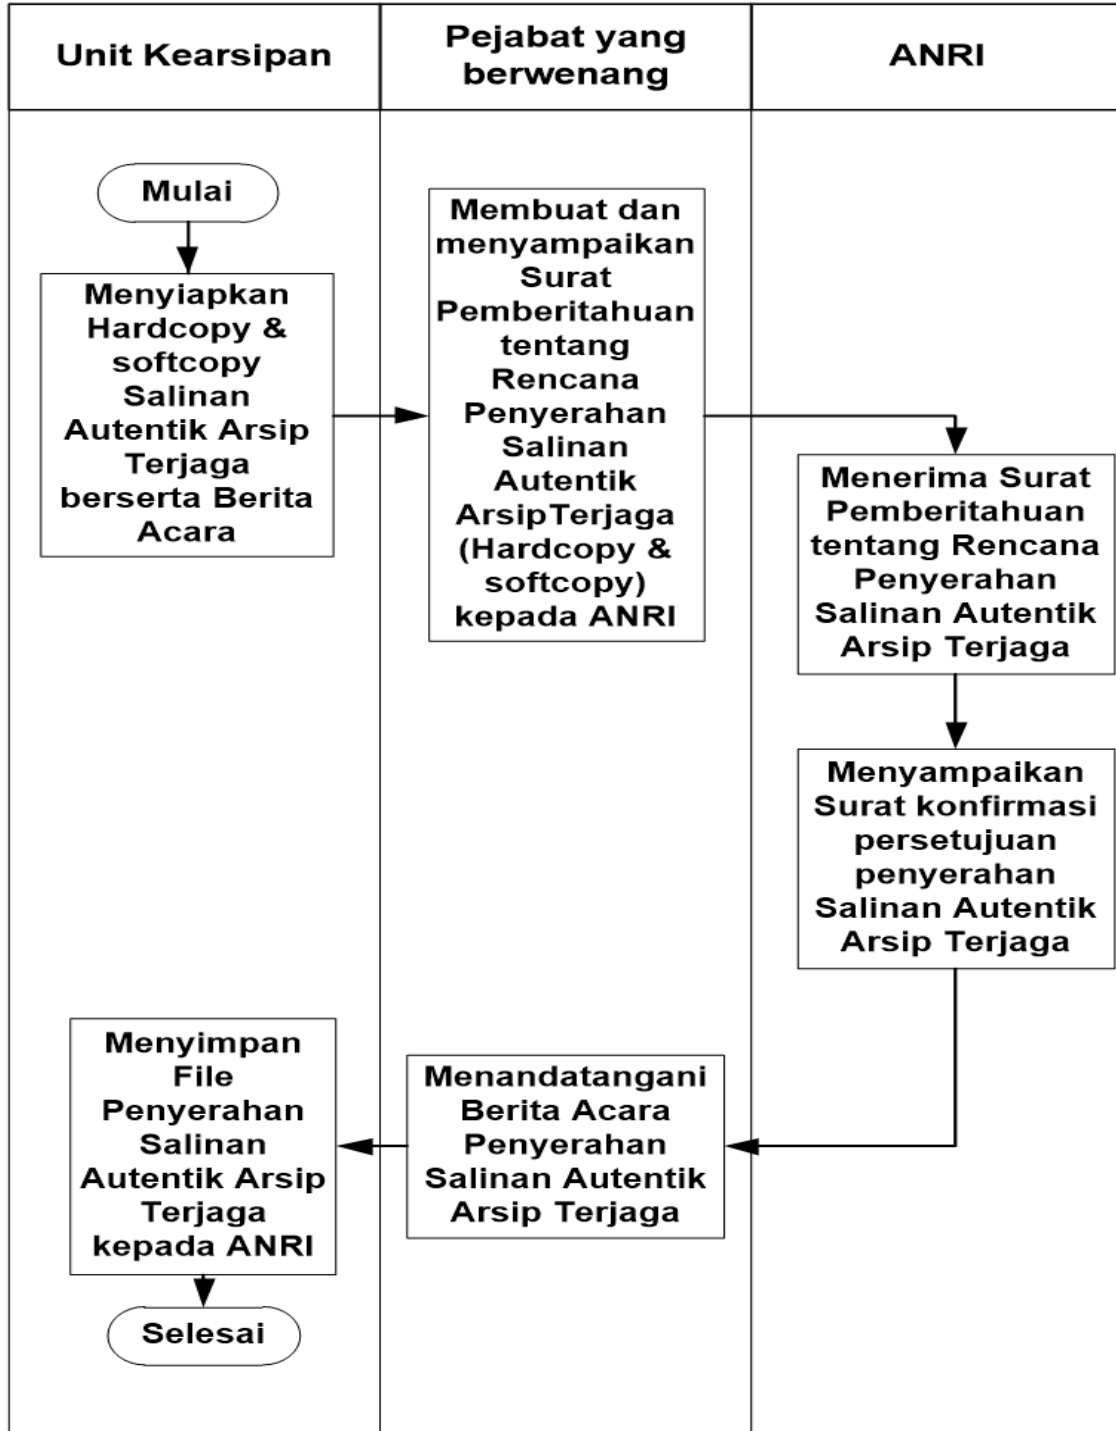 Unit Kearsipan
Pejabat yang
berwenang
ANRI
Mulai
Menyiapkan
Hardcopy &
softcopy
Salinan
Autentik Arsip
Terjaga
berserta Berita
Acara
Membuat dan
menyampaikan
Surat
Pemberitahuan
tentang
Rencana
Penyerahan
Salinan
Autentik
ArsipTerjaga
(Hardcopy &
softcopy)
kepada ANRI
Menerima Surat
Pemberitahuan
tentang Rencana
Penyerahan
Salinan Autentik
Arsip Terjaga
Menyampaikan
Surat konfirmasi
persetujuan
penyerahan
Salinan Autentik
Arsip Terjaga
Menandatangani
Berita Acara
Penyerahan
Salinan Autentik
Arsip Terjaga
Menyimpan
File
Penyerahan
Salinan
Autentik Arsip
Terjaga
kepada ANRI
Selesai